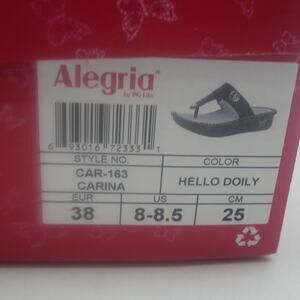 Alegria
by PG Lite
6 93016 72333 1
STYLE NO. COLOR
CAR-163
CARINA HELLO DOILY
EUR US CM
38 8-8.5 25